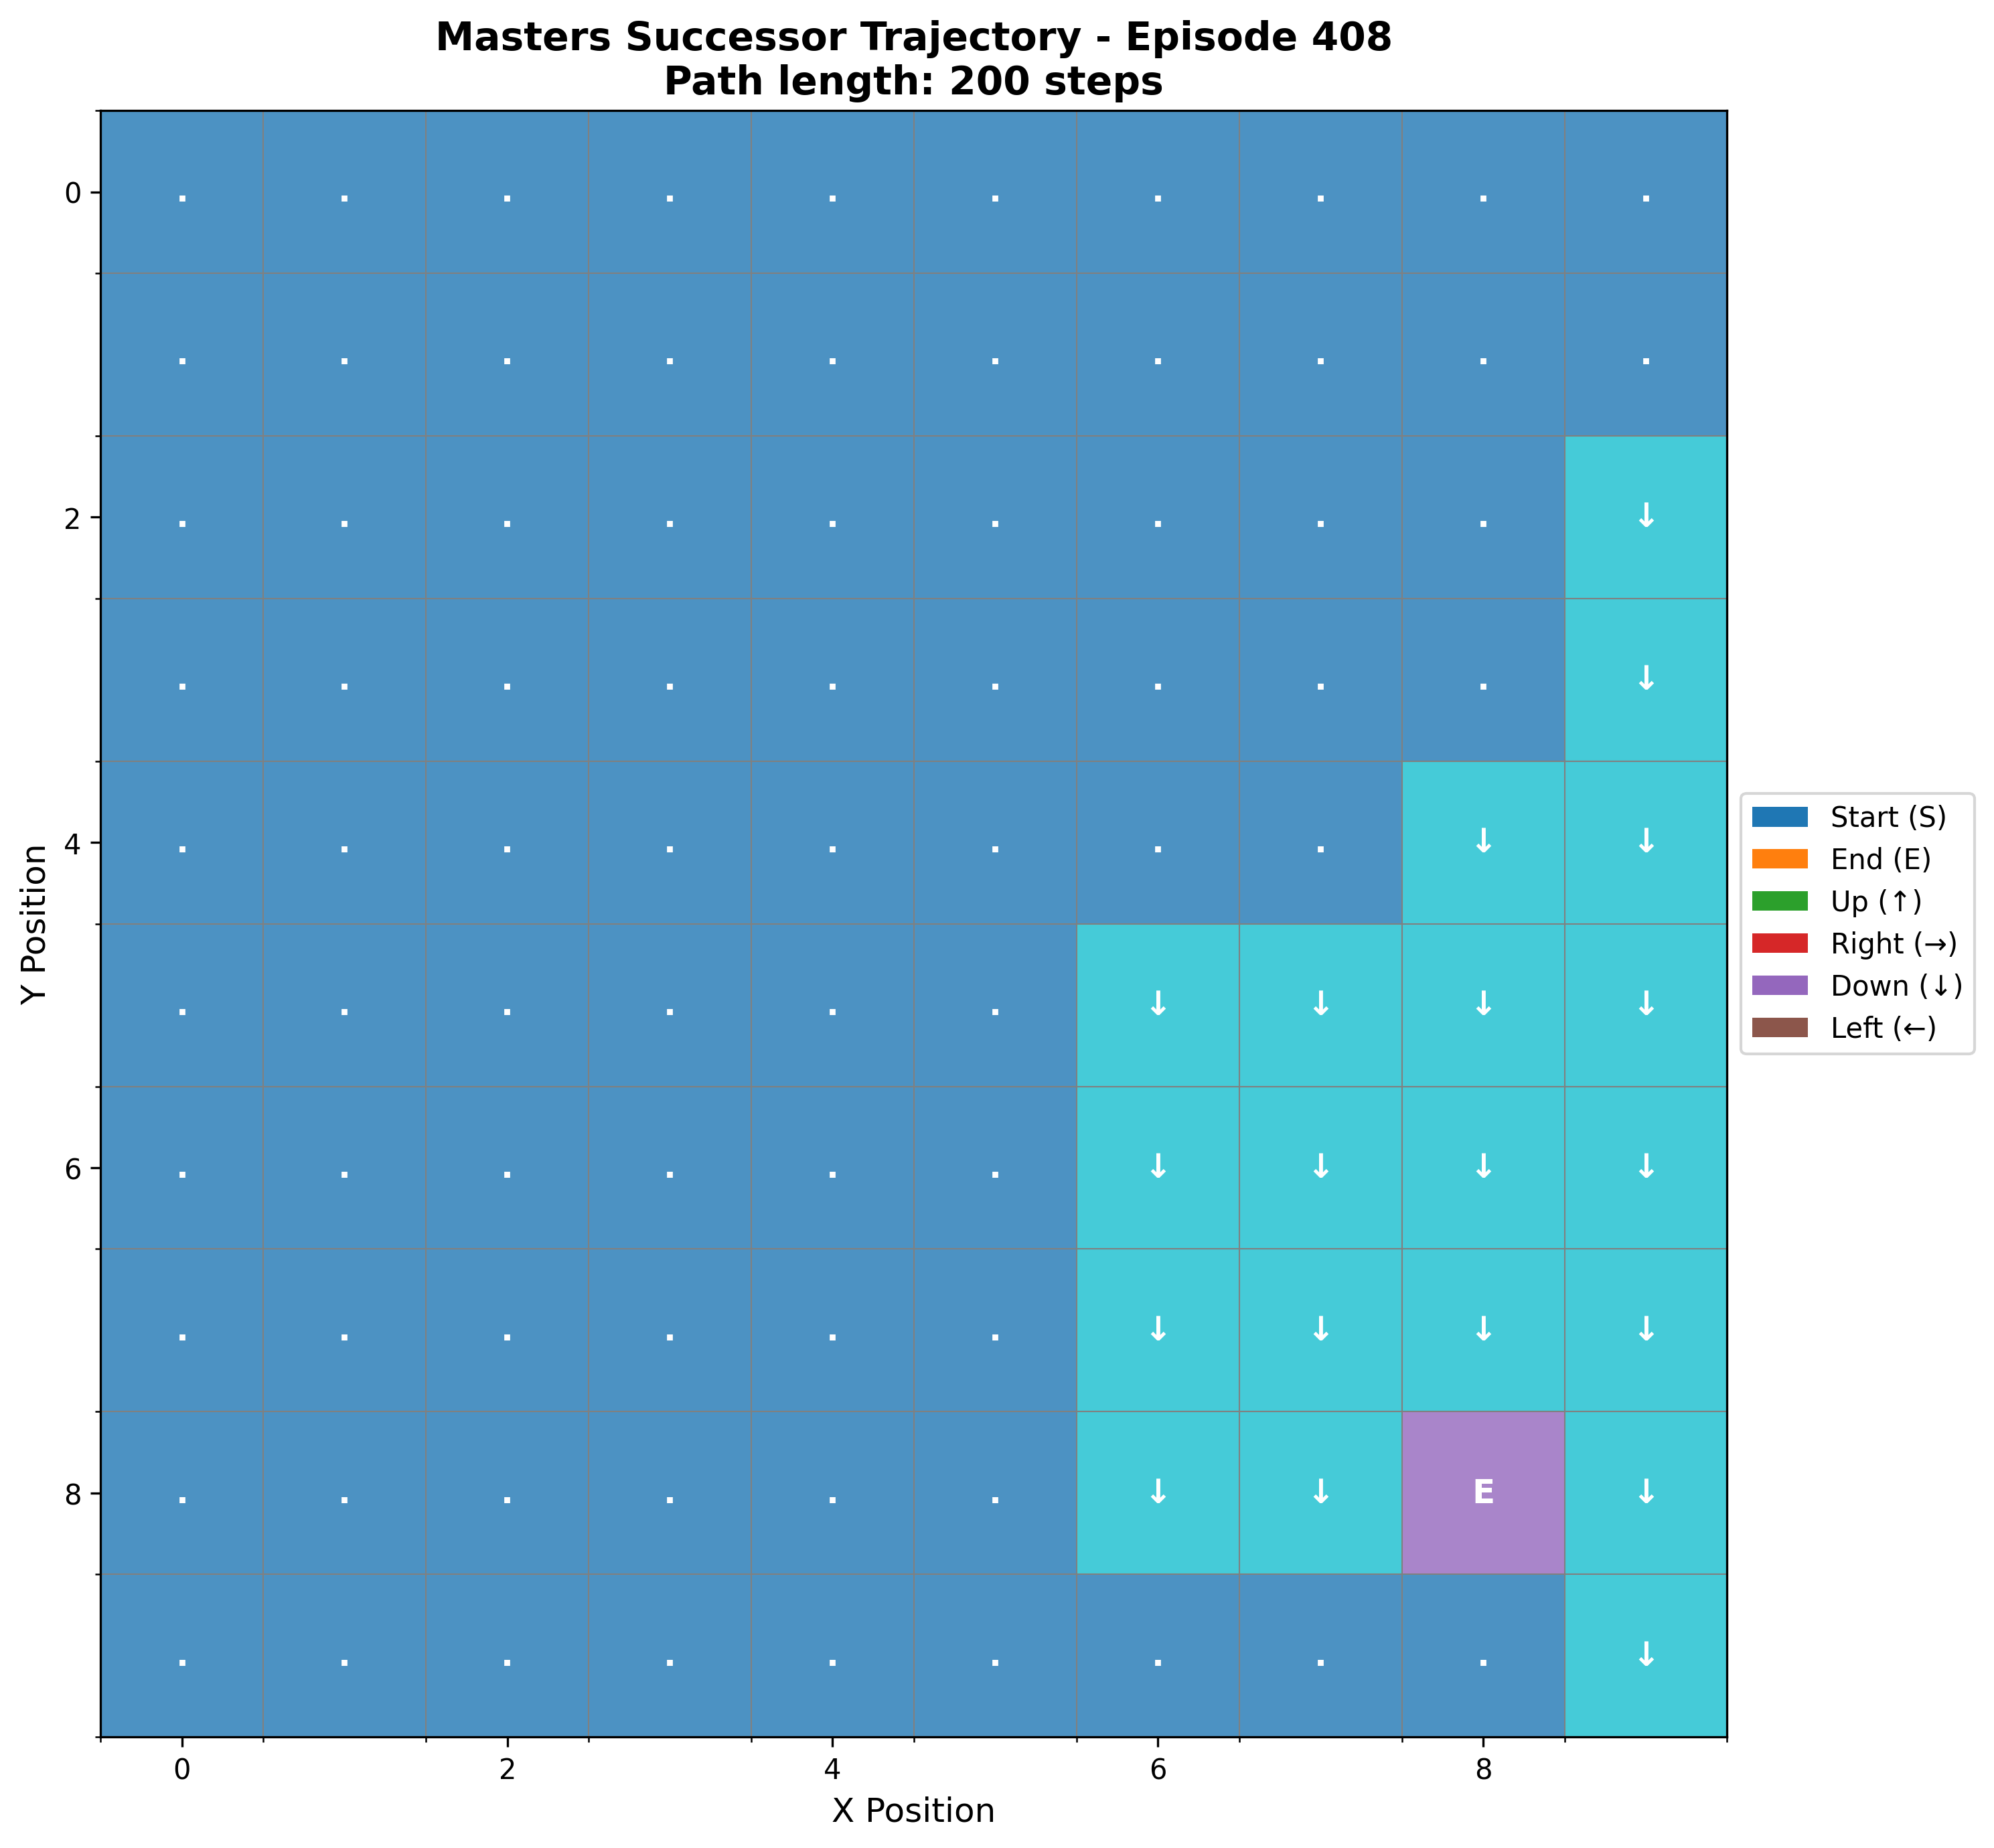 Masters Successor Trajectory - Episode 408
Path length: 200 steps
0 . . . . . . . . . .
. . . . . . . . . .
2 . . . . . . . . . ↓
. . . . . . . . . ↓
4 . . . . . . . . ↓ ↓
. . . . . . ↓ ↓ ↓ ↓
6 . . . . . . ↓ ↓ ↓ ↓
. . . . . . ↓ ↓ ↓ ↓
8 . . . . . . ↓ ↓ E ↓
. . . . . . . . . ↓
0 2 4 6 8
X Position
Y Position
Start (S)
End (E)
Up (↑)
Right (→)
Down (↓)
Left (←)